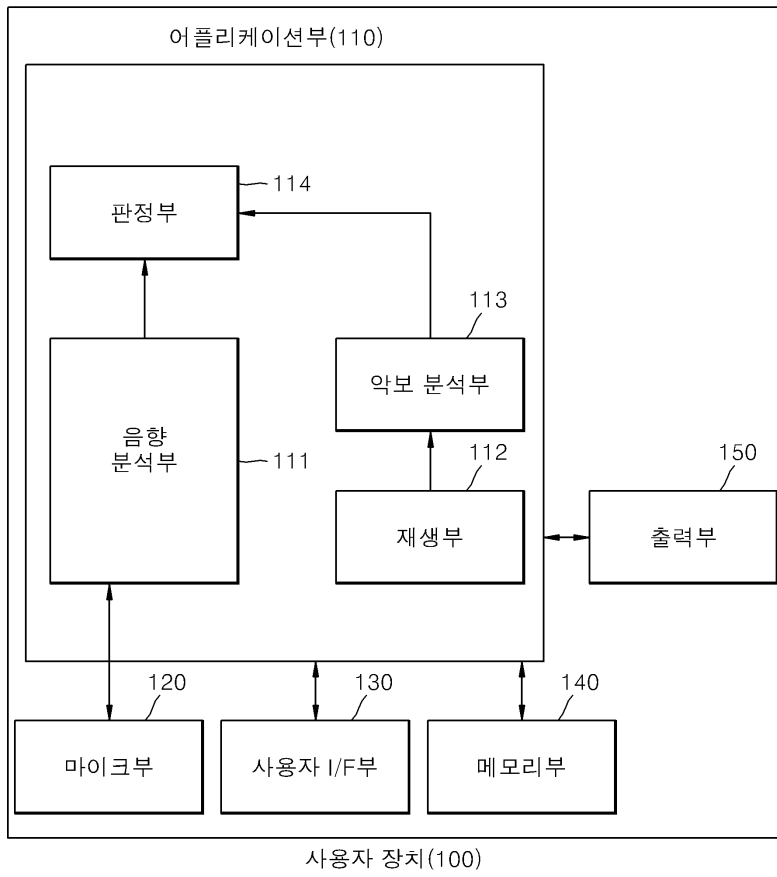 어플리케이션부(110)
판정부
114
113
악보 분석부
음향
분석부
111
112
재생부
150
출력부
120
마이크부
130
사용자 I/F부
140
메모리부
사용자 장치(100)